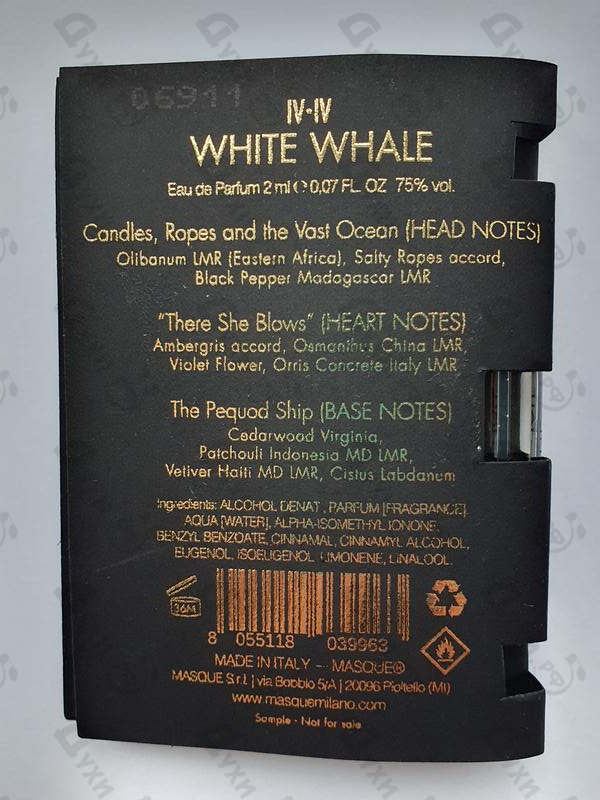 06911
IV•IV
WHITE WHALE
Eau de Parfum 2 ml ℮ 0,07 FL. OZ 75% vol.
Candles, Ropes and the Vast Ocean (HEAD NOTES)
Olibanum LMR (Eastern Africa), Salty Ropes accord,
Black Pepper Madagascar LMR
"There She Blows" (HEART NOTES)
Ambergris accord, Osmanthus China LMR,
Violet Flower, Orris Concrete Italy LMR
The Pequod Ship (BASE NOTES)
Cedarwood Virginia,
Patchouli Indonesia MD LMR,
Vetiver Haiti MD LMR, Cistus Labdanum
Ingredients: ALCOHOL DENAT., PARFUM [FRAGRANCE],
AQUA [WATER], ALPHA-ISOMETHYL IONONE,
BENZYL BENZOATE, CINNAMAL, CINNAMYL ALCOHOL,
EUGENOL, ISOEUGENOL, LIMONENE, LINALOOL.
36M
8 055118 039963
MADE IN ITALY – MASQUE®
MASQUE S.r.l. | via Bobbio 5/A | 20096 Pioltello (MI)
www.masquemilano.com
Sample - Not for sale